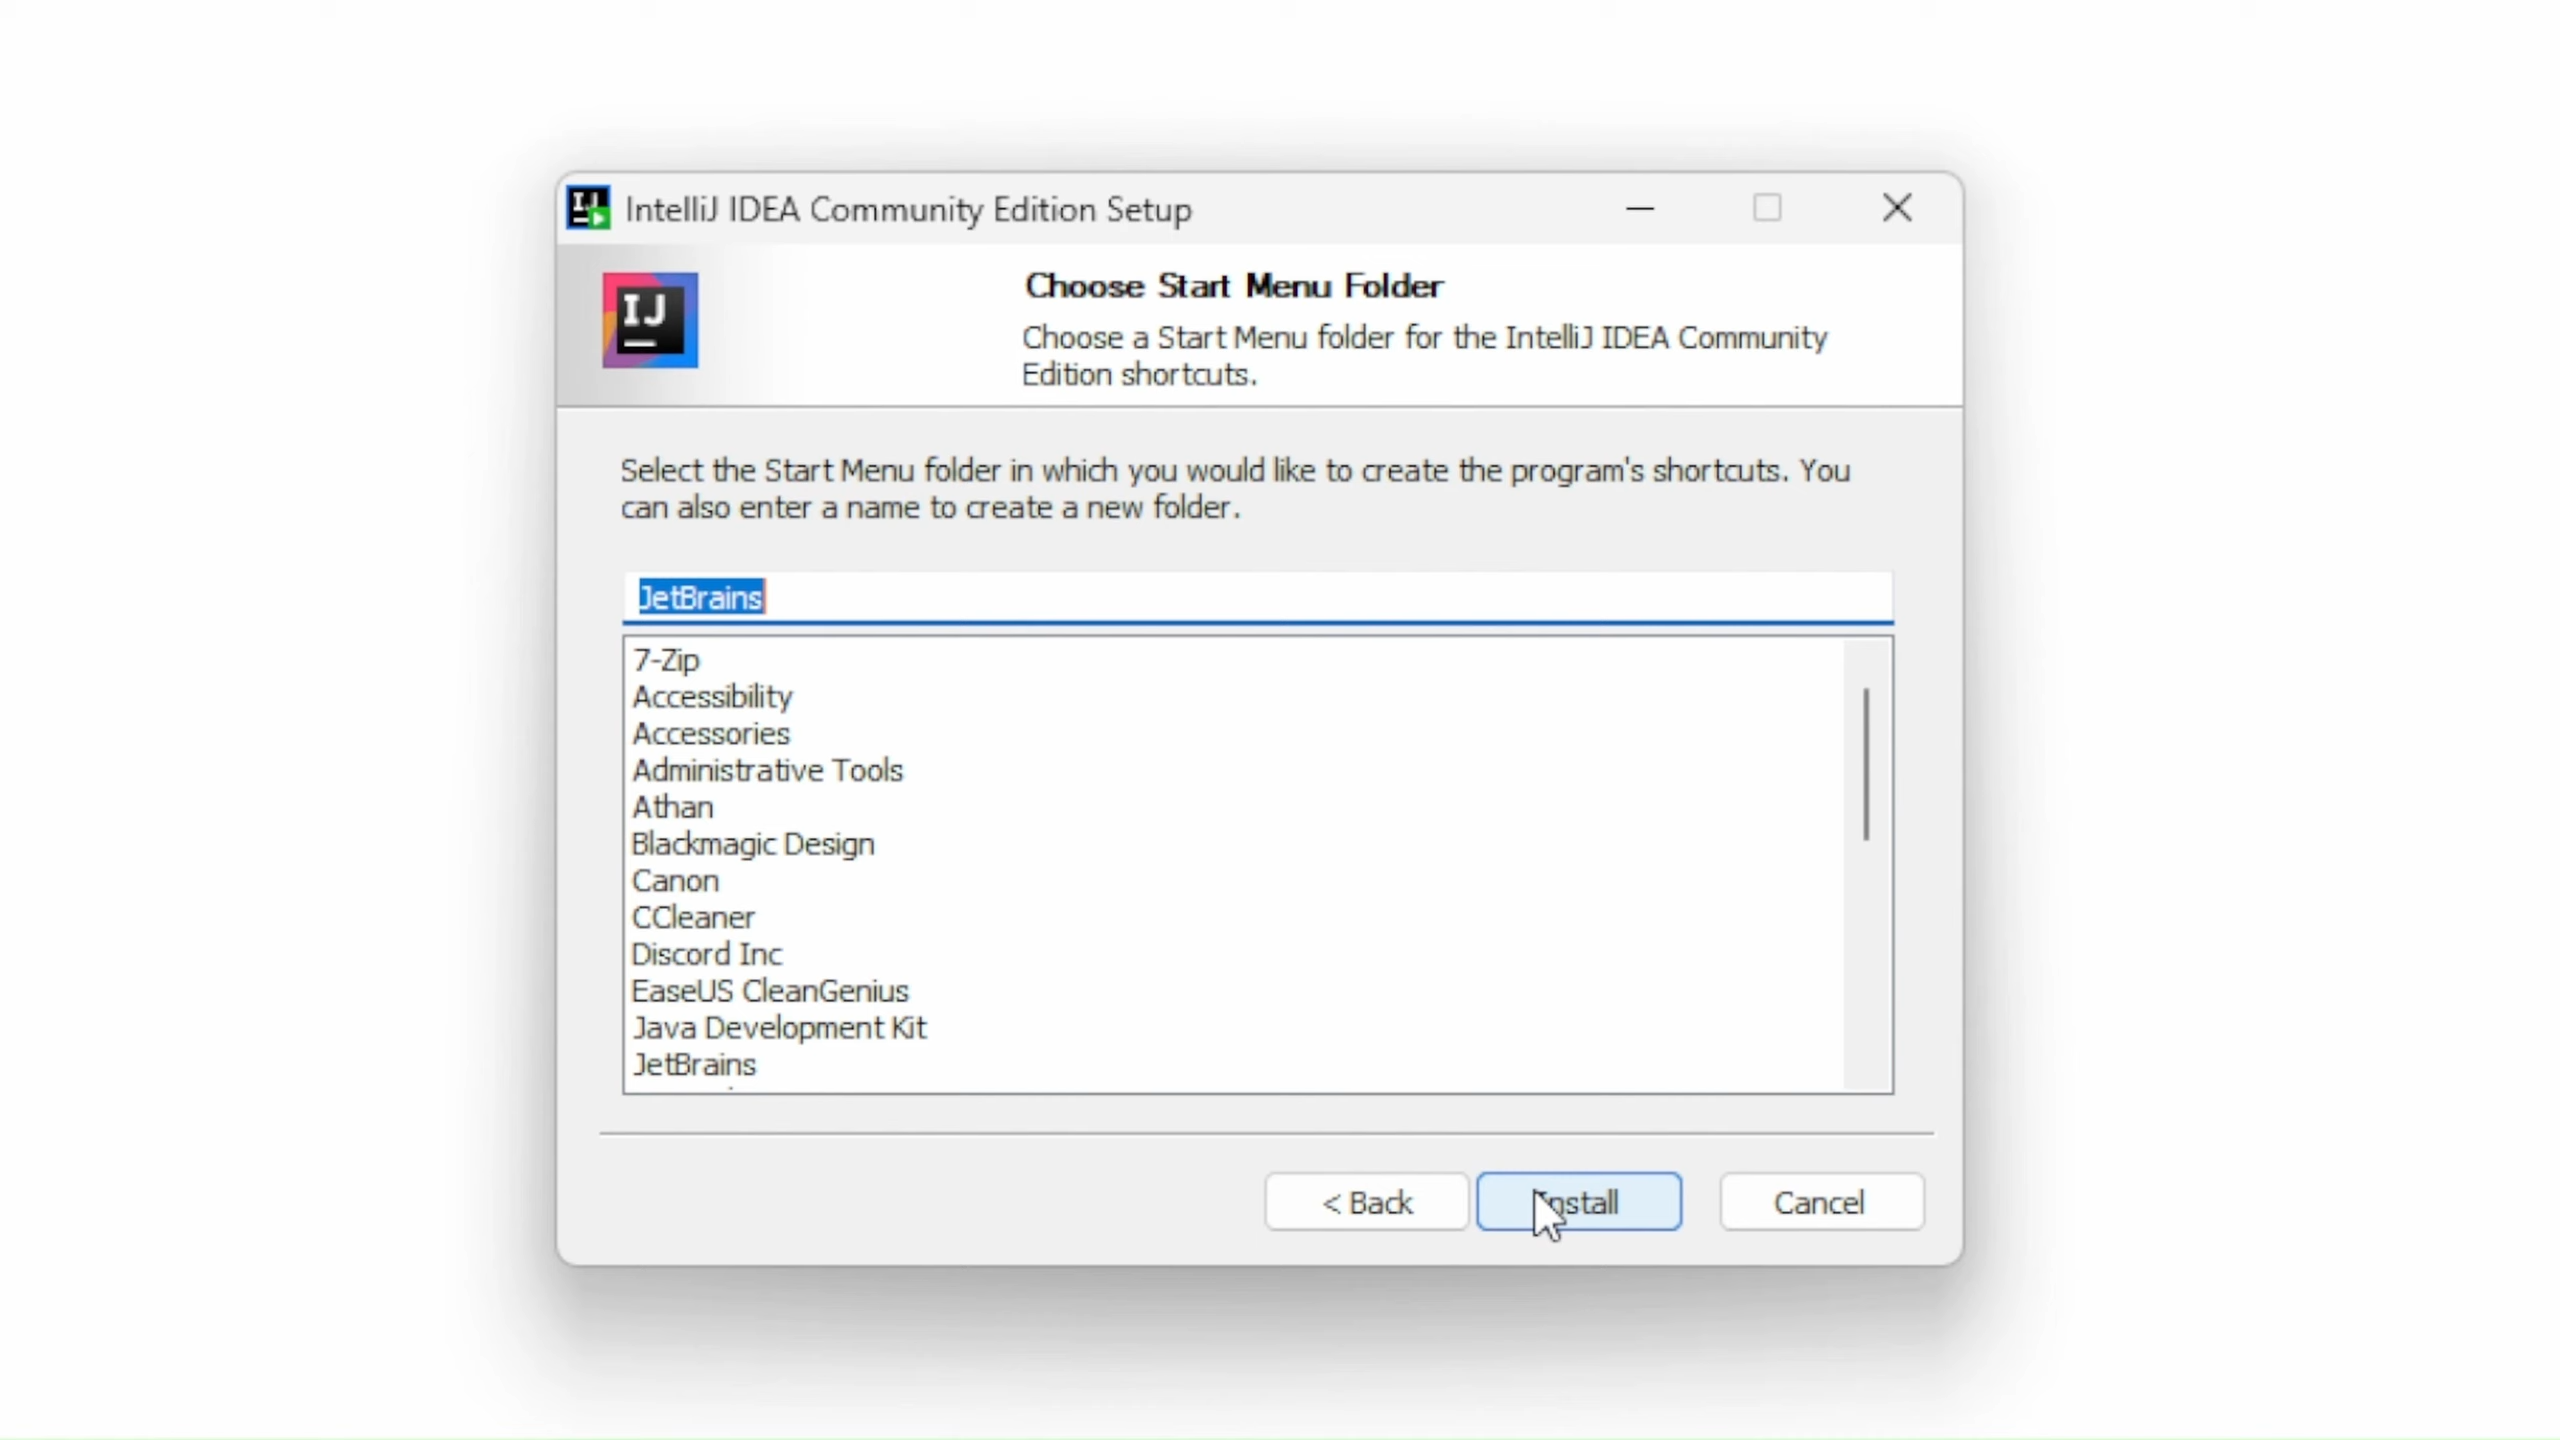 IntelliJ IDEA Community Edition Setup
IJ
Choose Start Menu Folder
Choose a Start Menu folder for the IntelliJ IDEA Community
Edition shortcuts.
Select the Start Menu folder in which you would like to create the program's shortcuts. You
can also enter a name to create a new folder.
JetBrains
7-Zip
Accessibility
Accessories
Administrative Tools
Athan
Blackmagic Design
Canon
CCleaner
Discord Inc
EaseUS CleanGenius
Java Development Kit
JetBrains
< Back
Install
Cancel